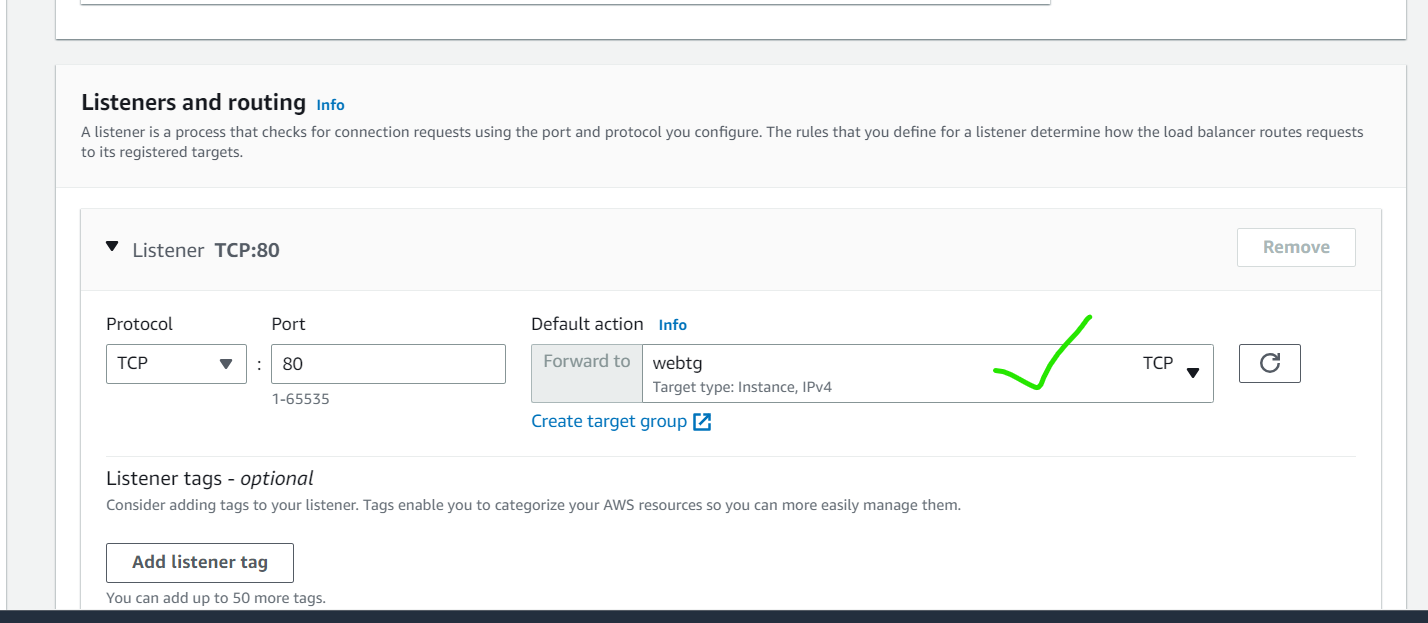 Listeners and routing Info
A listener is a process that checks for connection requests using the port and protocol you configure. The rules that you define for a listener determine how the load balancer routes requests
to its registered targets.
Listener TCP:80
Remove
Protocol
Port
Default action Info
TCP
:
80
Forward to
webtg
TCP
Target type: Instance, IPv4
1-65535
Create target group
Listener tags - optional
Consider adding tags to your listener. Tags enable you to categorize your AWS resources so you can more easily manage them.
Add listener tag
You can add up to 50 more tags.